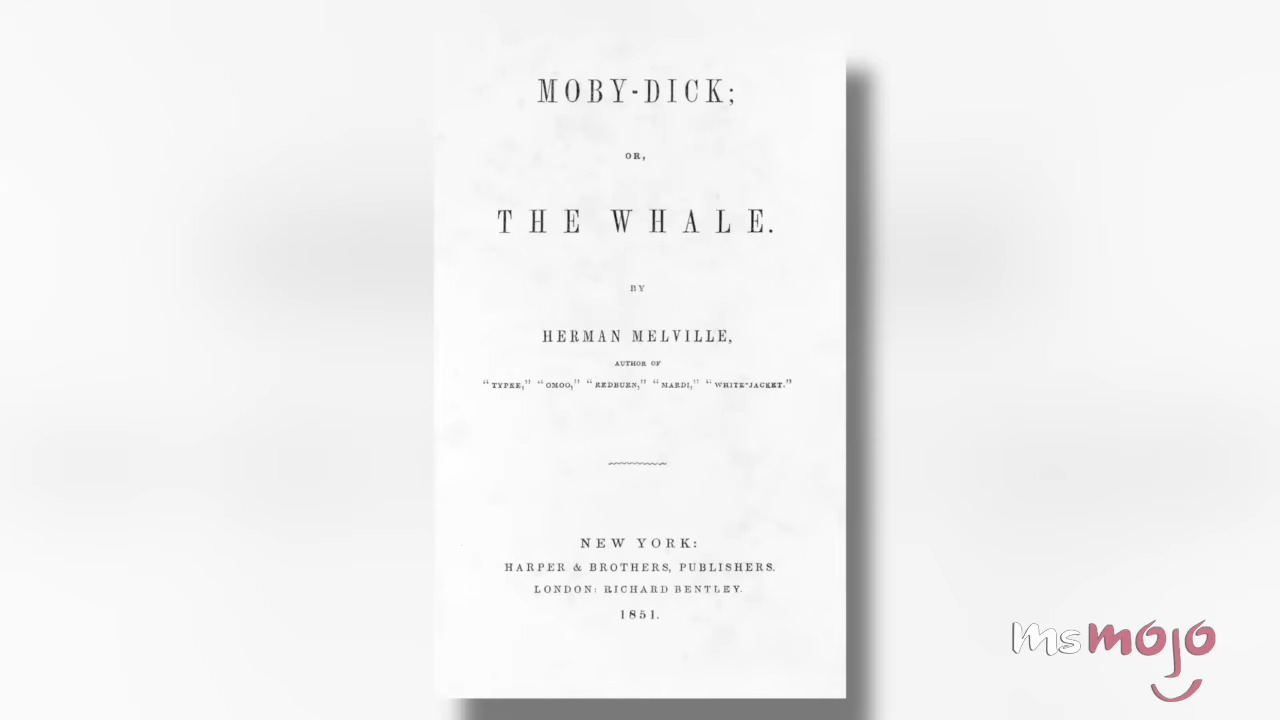 MOBY-DICK;
OR,
THE WHALE.
BY
HERMAN MELVILLE,
AUTHOR OF
"TYPEE," "OMOO," "REDBURN," "MARDI," "WHITE-JACKET."
NEW YORK:
HARPER & BROTHERS, PUBLISHERS.
LONDON: RICHARD BENTLEY.
1851.
msmojo